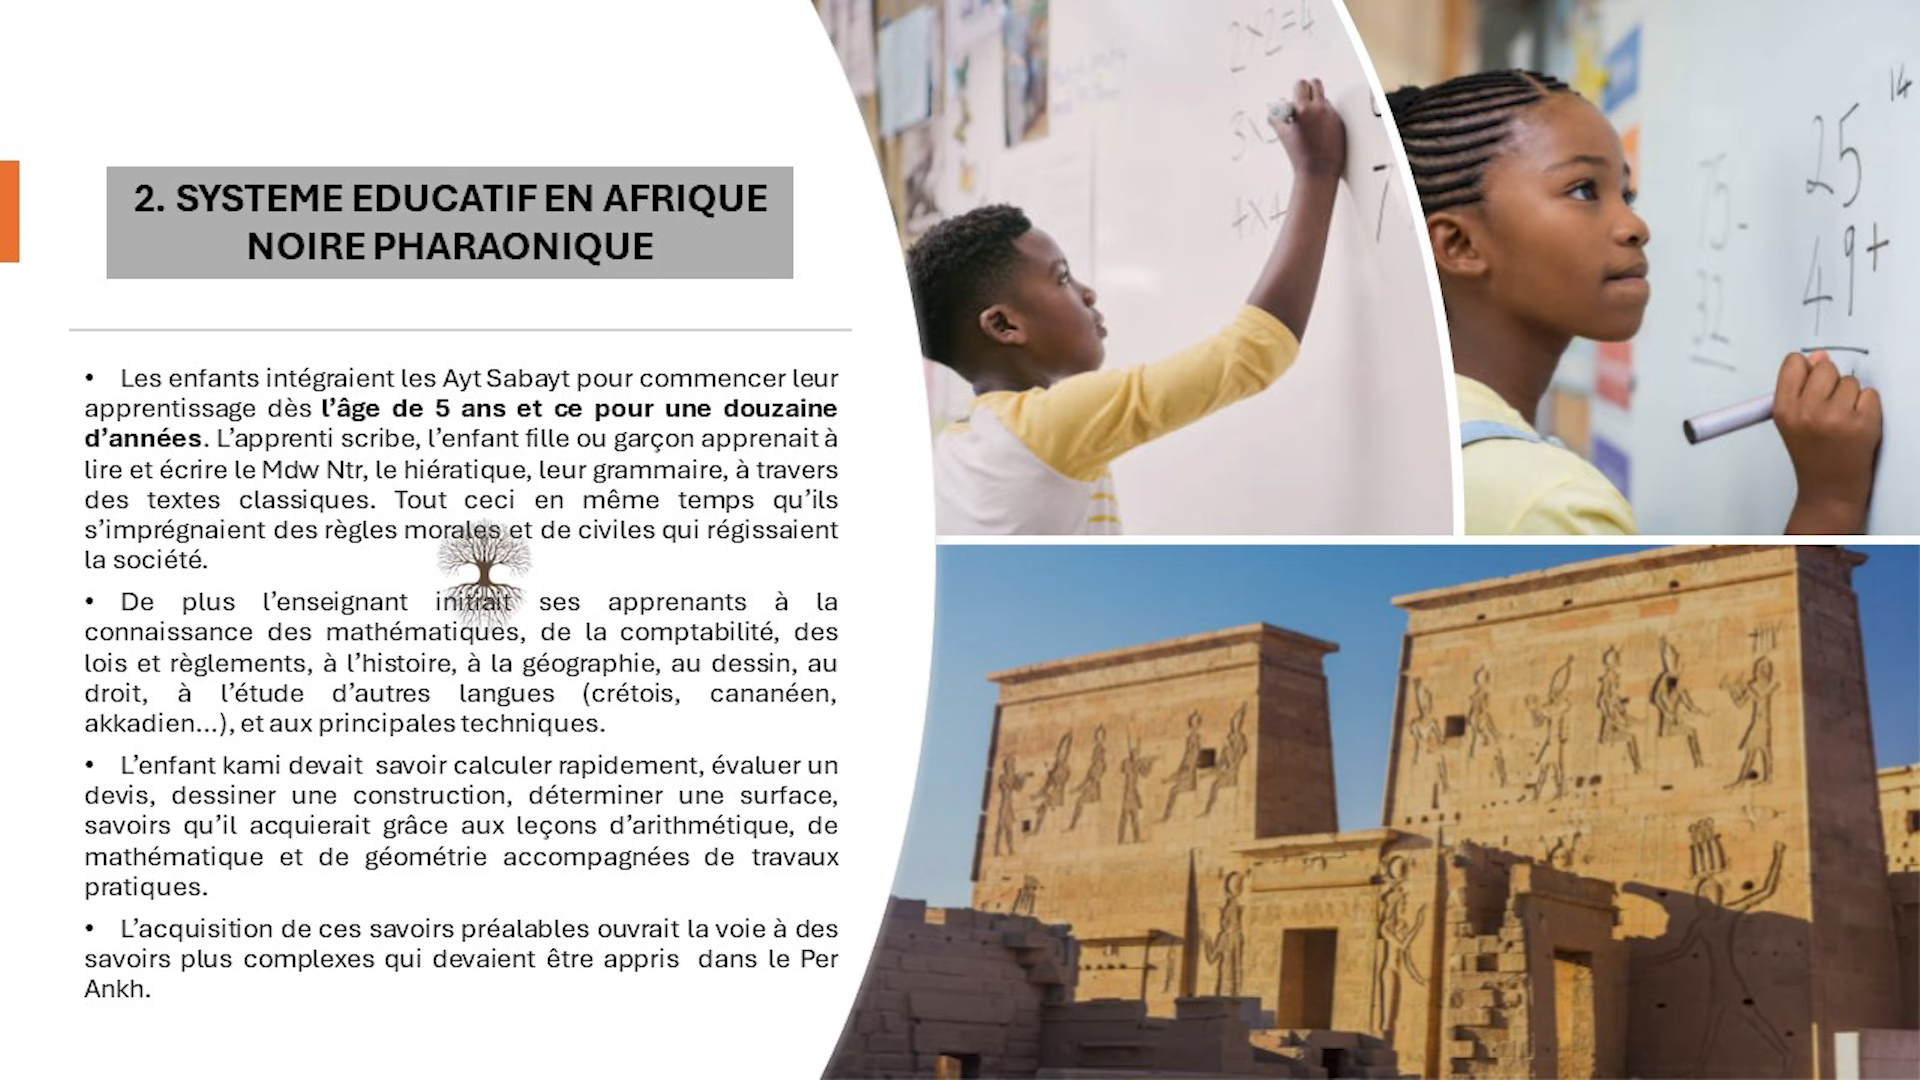 2. SYSTEME EDUCATIF EN AFRIQUE
NOIRE PHARAONIQUE
• Les enfants intégraient les Ayt Sabayt pour commencer leur
apprentissage dès l’âge de 5 ans et ce pour une douzaine
d’années. L’apprenti scribe, l’enfant fille ou garçon apprenait à
lire et écrire le Mdw Ntr, le hiératique, leur grammaire, à travers
des textes classiques. Tout ceci en même temps qu’ils
s’imprégnaient des règles morales et de civiles qui régissaient
la société.
• De plus l’enseignant initiait ses apprenants à la
connaissance des mathématiques, de la comptabilité, des
lois et règlements, à l’histoire, à la géographie, au dessin, au
droit, à l’étude d’autres langues (crétois, cananéen,
akkadien...), et aux principales techniques.
• L’enfant kami devait savoir calculer rapidement, évaluer un
devis, dessiner une construction, déterminer une surface,
savoirs qu’il acquierait grâce aux leçons d’arithmétique, de
mathématique et de géométrie accompagnées de travaux
pratiques.
• L’acquisition de ces savoirs préalables ouvrait la voie à des
savoirs plus complexes qui devaient être appris dans le Per
Ankh.
2x2=4
14
25
49+